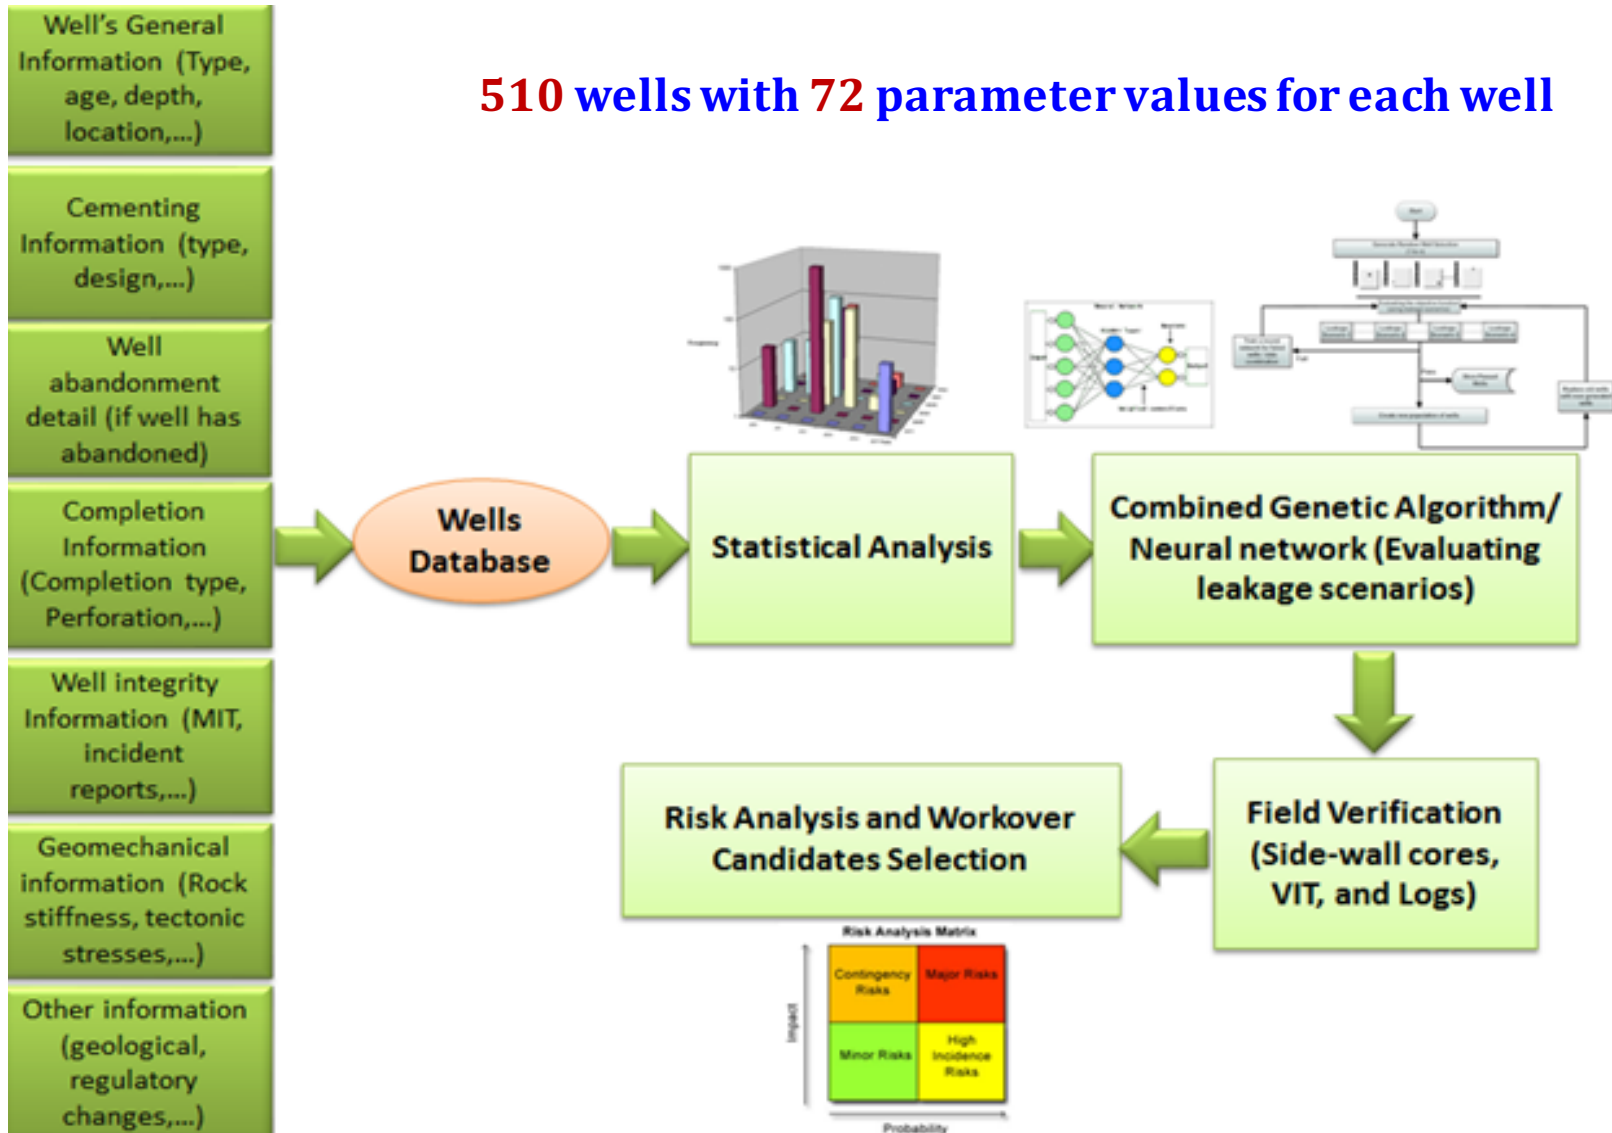 Well's General
Information (Type,
age, depth,
location,...)
510 wells with 72 parameter values for each well
Cementing
Information (type,
design,...)
Well
abandonment
detail (if well has
abandoned)
Completion
Information
(Completion type,
Perforation,...)
Well integrity
Information (MIT,
incident
reports,...)
Geomechanical
information (Rock
stiffness, tectonic
stresses,...)
Other information
(geological,
regulatory
changes,...)
Wells
Database
Statistical Analysis
Combined Genetic Algorithm/
Neural network (Evaluating
leakage scenarios)
Field Verification
(Side-wall cores,
VIT, and Logs)
Risk Analysis and Workover
Candidates Selection
Risk Analysis Matrix
Impact
Contingency
Risks
Major Risks
Minor Risks
High
Incidence
Risks
Probability